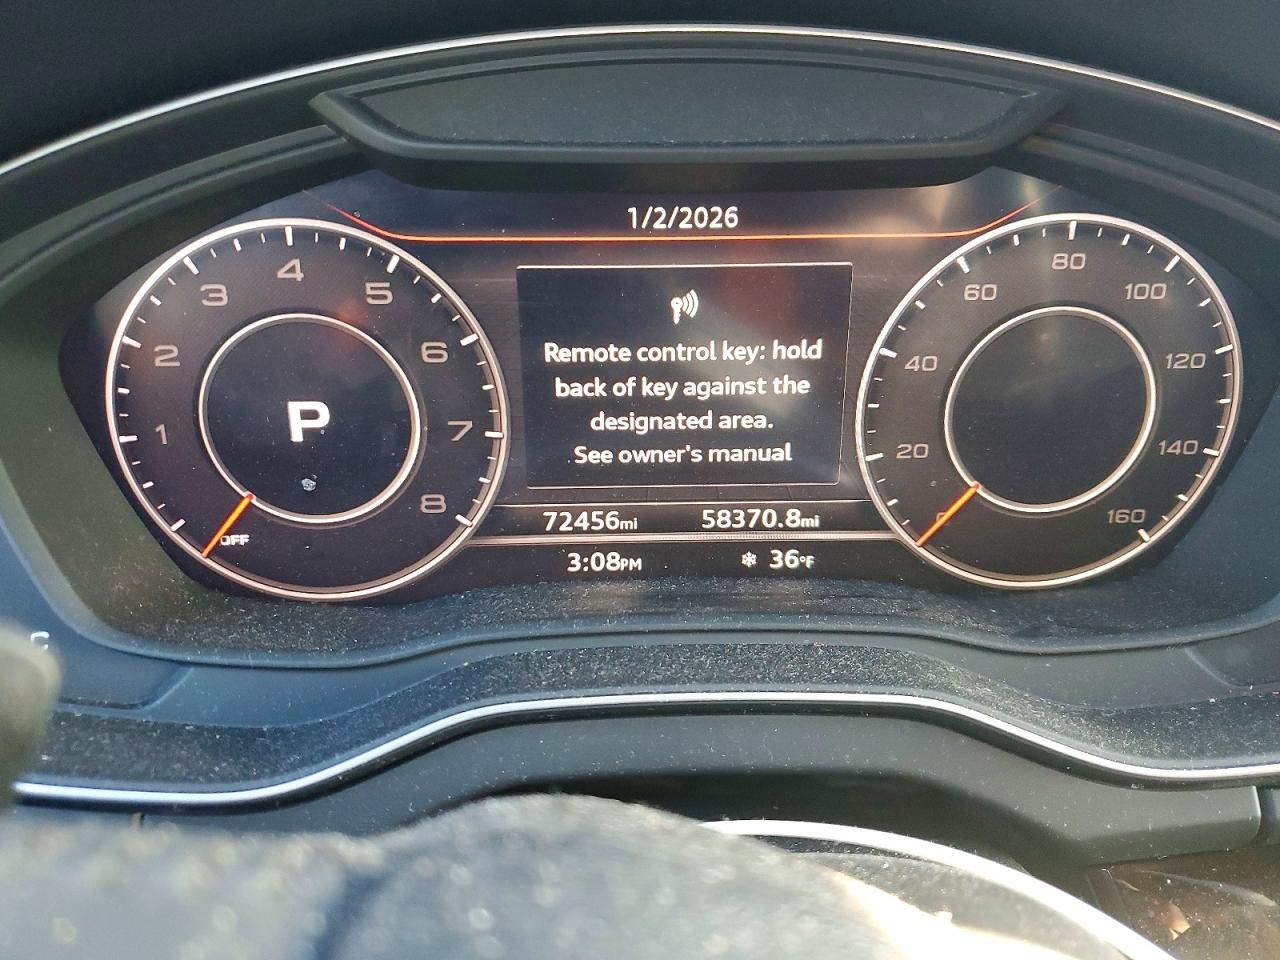 1/2/2026
Remote control key: hold
back of key against the
designated area.
See owner's manual
72456mi 58370.8mi
3:08PM ❄ 36°F
1 2 3 4 5 6 7 8
P
OFF
0 20 40 60 80 100 120 140 160